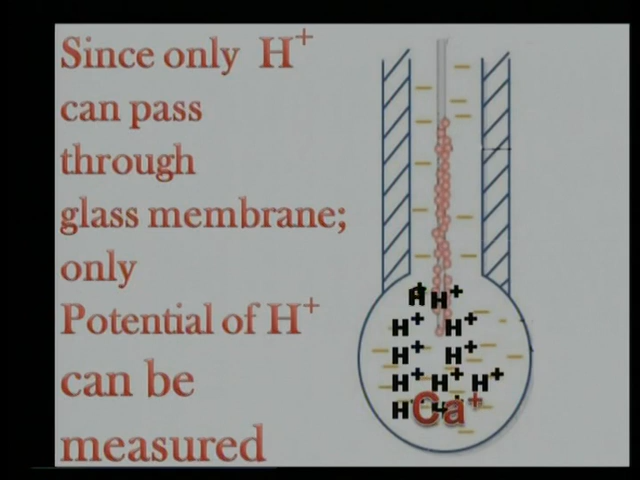 Since only H⁺
can pass
through
glass membrane;
only
Potential of H⁺
can be
measured
H⁺ H⁺
H⁺ H⁺
H⁺ H⁺
H⁺ H⁺ H⁺
H⁺ Ca⁺